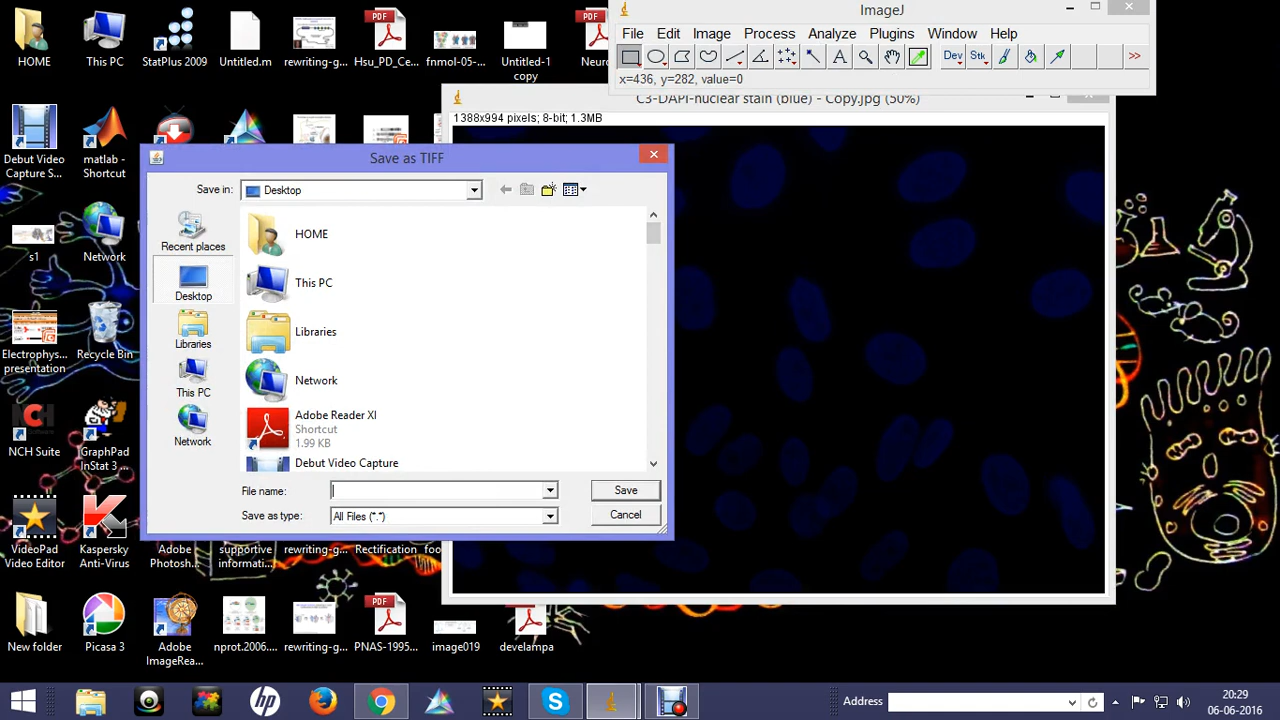 HOME
This PC
StatPlus 2009
Untitled.m
rewriting-g...
PDF
Hsu_PD_Ce...
fnmol-05-...
Untitled-1
copy
PDF
ImageJ
File Edit Image Process Analyze Plugins Window Help
Dev Stk >>
x=436, y=282, value=0
C3-DAPI-nuclear stain (blue) - Copy.jpg (50%)
1388x994 pixels; 8-bit; 1.3MB
Debut Video
Capture S...
matlab -
Shortcut
s1
Network
Electrophys...
presentation
Recycle Bin
NCH
NCH Suite
GraphPad
InStat 3 ...
VideoPad
Video Editor
Kaspersky
Anti-Virus
Adobe
Photosh...
supportive
informati...
rewriting-g...
Rectification
New folder
Picasa 3
Adobe
ImageRea...
nprot.2006....
rewriting-g...
PDF
PNAS-1995...
image019
PDF
develampa
Save as TIFF
Save in:
Desktop
Recent places
Desktop
Libraries
This PC
Network
HOME
This PC
Libraries
Network
Adobe Reader XI
Shortcut
1.99 KB
Debut Video Capture
File name:
Save
Save as type:
All Files (*.*)
Cancel
hp
Address
20:29
06-06-2016